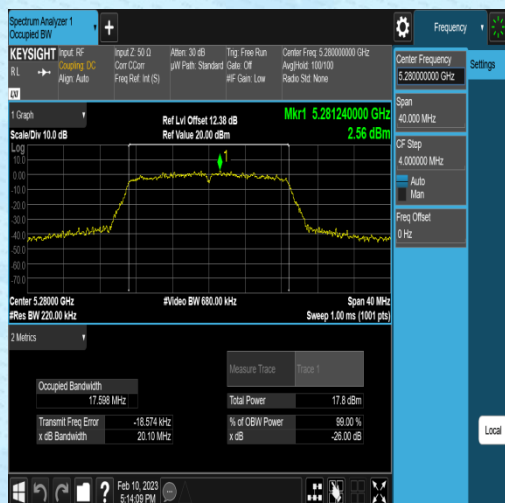 Spectrum Analyzer 1
Occupied BW
Frequency
Settings
KEYSIGHT
RL
Input: RF
Coupling: DC
Align: Auto
Input Z: 50 Ω
Corr CCorr
Freq Ref: Int (S)
Atten: 30 dB
µW Path: Standard
Trig: Free Run
Gate: Off
#IF Gain: Low
Center Freq: 5.280000000 GHz
Avg|Hold: 100/100
Radio Std: None
LXI
Center Frequency
5.280000000 GHz
Span
40.000 MHz
CF Step
4.000000 MHz
Auto
Man
Freq Offset
0 Hz
Local
1 Graph
Scale/Div 10.0 dB
Ref Lvl Offset 12.38 dB
Ref Value 20.00 dBm
Mkr1 5.281240000 GHz
2.56 dBm
Log
10.0
0.00
-10.0
-20.0
-30.0
-40.0
-50.0
-60.0
-70.0
1
Center 5.28000 GHz
#Res BW 220.00 kHz
#Video BW 680.00 kHz
Span 40 MHz
Sweep 1.00 ms (1001 pts)
2 Metrics
Measure Trace
Trace 1
Occupied Bandwidth
17.598 MHz
Total Power
17.8 dBm
Transmit Freq Error
-18.574 kHz
% of OBW Power
99.00 %
x dB Bandwidth
20.10 MHz
x dB
-26.00 dB
?
Feb 10, 2023
5:14:09 PM